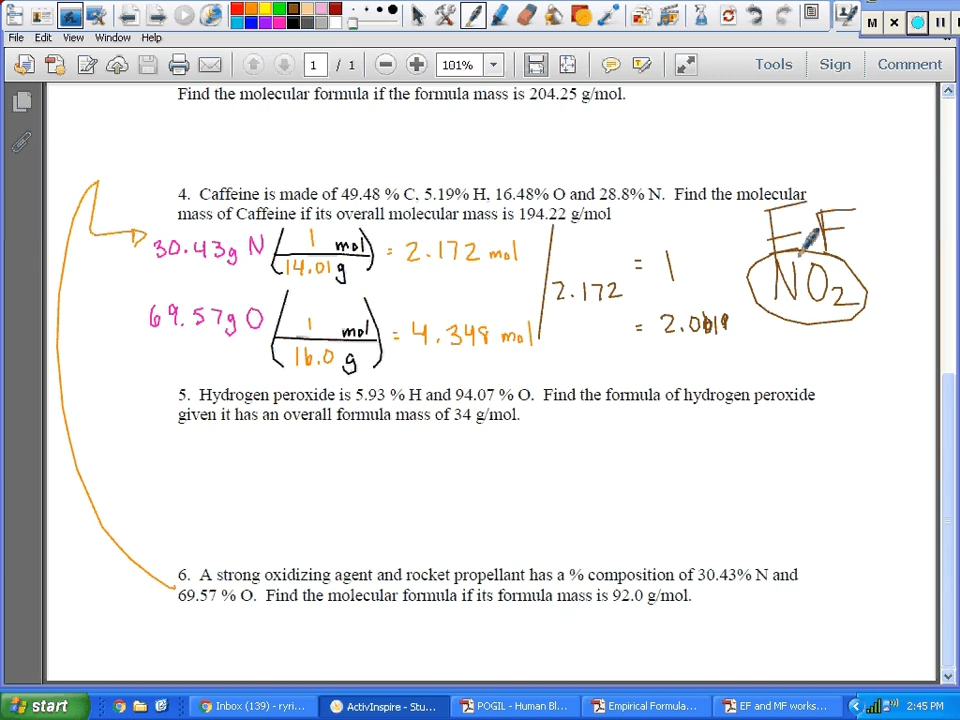 M
File Edit View Window Help
1 / 1 101% Tools Sign Comment
Find the molecular formula if the formula mass is 204.25 g/mol.
4. Caffeine is made of 49.48 % C, 5.19% H, 16.48% O and 28.8% N. Find the molecular
mass of Caffeine if its overall molecular mass is 194.22 g/mol
EF
30.43g N (1 mol / 14.01 g) = 2.172 mol
= 1
NO2
2.172
69.57g O (1 mol / 16.0 g) = 4.348 mol
5. Hydrogen peroxide is 5.93 % H and 94.07 % O. Find the formula of hydrogen peroxide
given it has an overall formula mass of 34 g/mol.
6. A strong oxidizing agent and rocket propellant has a % composition of 30.43% N and
69.57 % O. Find the molecular formula if its formula mass is 92.0 g/mol.
start Inbox (139) - ryri... ActivInspire - Stu... POGIL - Human Bl... Empirical Formula... EF and MF works... 2:45 PM